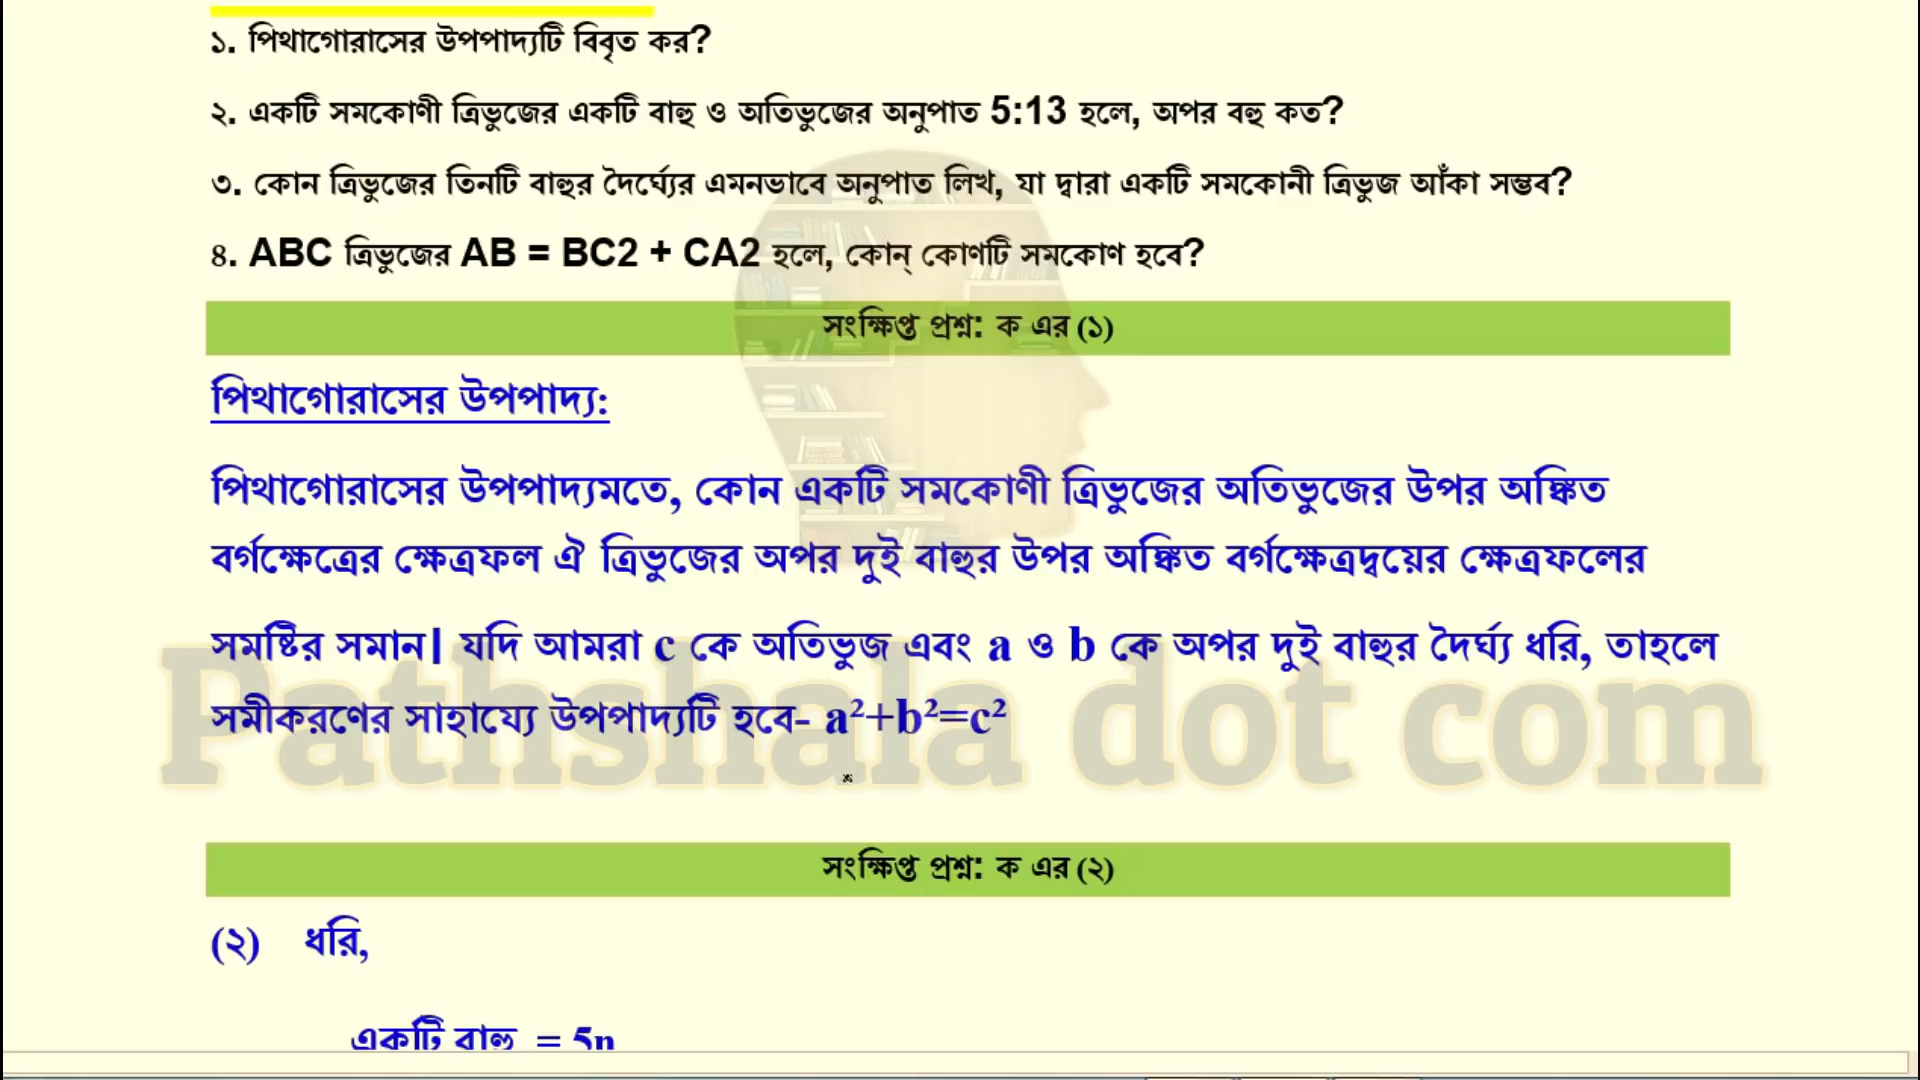 ১. পিথাগোরাসের উপপাদ্যটি বিবৃত কর?
২. একটি সমকোণী ত্রিভুজের একটি বাহু ও অতিভুজের অনুপাত 5:13 হলে, অপর বহু কত?
৩. কোন ত্রিভুজের তিনটি বাহুর দৈর্ঘ্যের এমনভাবে অনুপাত লিখ, যা দ্বারা একটি সমকোনী ত্রিভুজ আঁকা সম্ভব?
৪. ABC ত্রিভুজের AB = BC2 + CA2 হলে, কোন্ কোণটি সমকোণ হবে?
সংক্ষিপ্ত প্রশ্ন: ক এর (১)
পিথাগোরাসের উপপাদ্য:
পিথাগোরাসের উপপাদ্যমতে, কোন একটি সমকোণী ত্রিভুজের অতিভুজের উপর অঙ্কিত
বর্গক্ষেত্রের ক্ষেত্রফল ঐ ত্রিভুজের অপর দুই বাহুর উপর অঙ্কিত বর্গক্ষেত্রদ্বয়ের ক্ষেত্রফলের
সমষ্টির সমান| যদি আমরা c কে অতিভুজ এবং a ও b কে অপর দুই বাহুর দৈর্ঘ্য ধরি, তাহলে
সমীকরণের সাহায্যে উপপাদ্যটি হবে- a²+b²=c²
Pathshala dot com
সংক্ষিপ্ত প্রশ্ন: ক এর (২)
(২) ধরি,
একটি বাহু = 5n